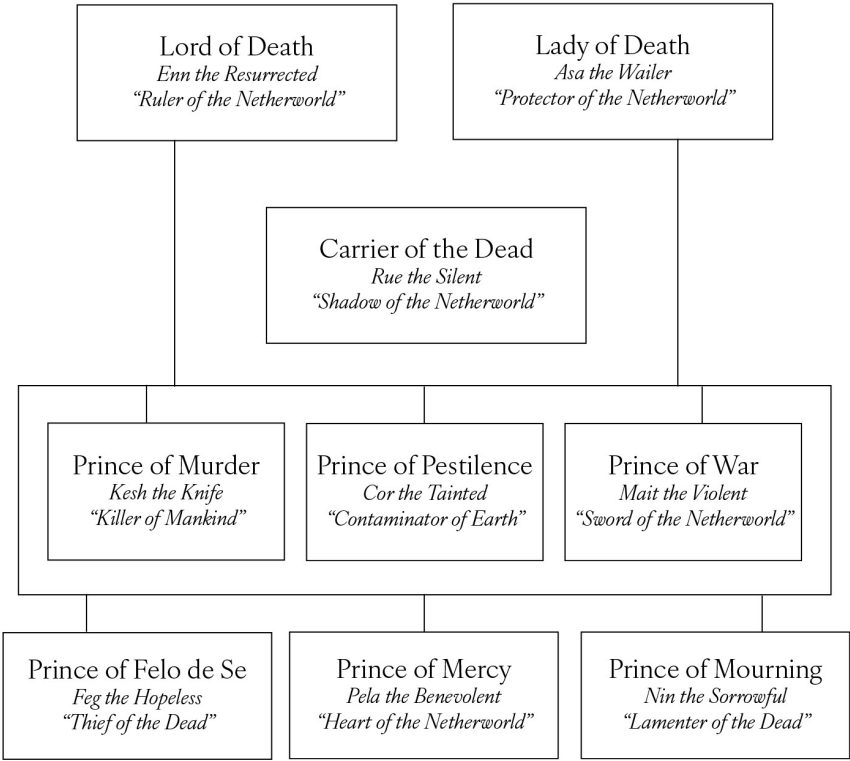 Lord of Death
Enn the Resurrected
“Ruler of the Netherworld”
Lady of Death
Asa the Wailer
“Protector of the Netherworld”
Carrier of the Dead
Rue the Silent
“Shadow of the Netherworld”
Prince of Murder
Kesh the Knife
“Killer of Mankind”
Prince of Pestilence
Cor the Tainted
“Contaminator of Earth”
Prince of War
Mait the Violent
“Sword of the Netherworld”
Prince of Felo de Se
Feg the Hopeless
“Thief of the Dead”
Prince of Mercy
Pela the Benevolent
“Heart of the Netherworld”
Prince of Mourning
Nin the Sorrowful
“Lamenter of the Dead”